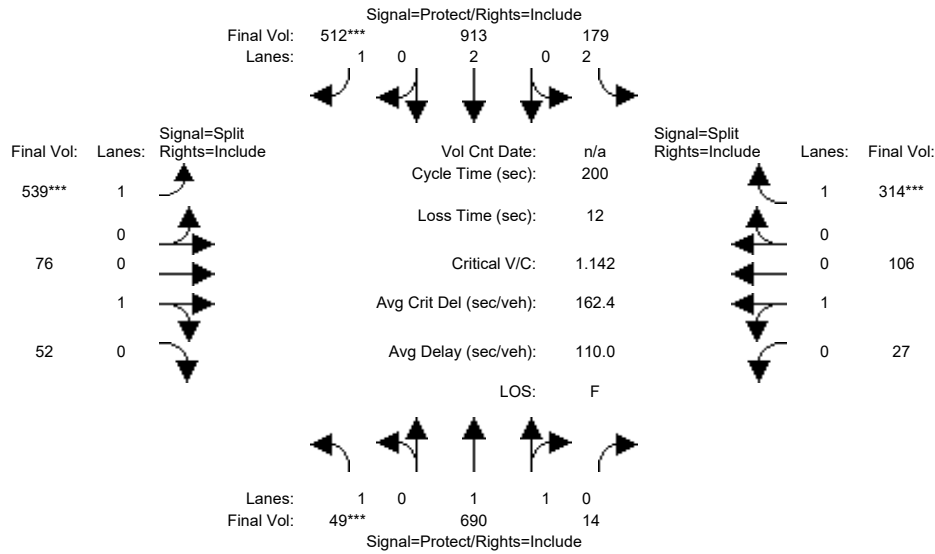 Signal=Protect/Rights=Include
Final Vol: 512*** 913 179
Lanes: 1 0 2 0 2
Signal=Split Signal=Split
Final Vol: Lanes: Rights=Include Vol Cnt Date: n/a Rights=Include Lanes: Final Vol:
Cycle Time (sec): 200
539*** 1 1 314***
Loss Time (sec): 12
0 0
76 0 Critical V/C: 1.142 0 106
1 Avg Crit Del (sec/veh): 162.4 1
52 0 Avg Delay (sec/veh): 110.0 0 27
LOS: F
Lanes: 1 0 1 1 0
Final Vol: 49*** 690 14
Signal=Protect/Rights=Include